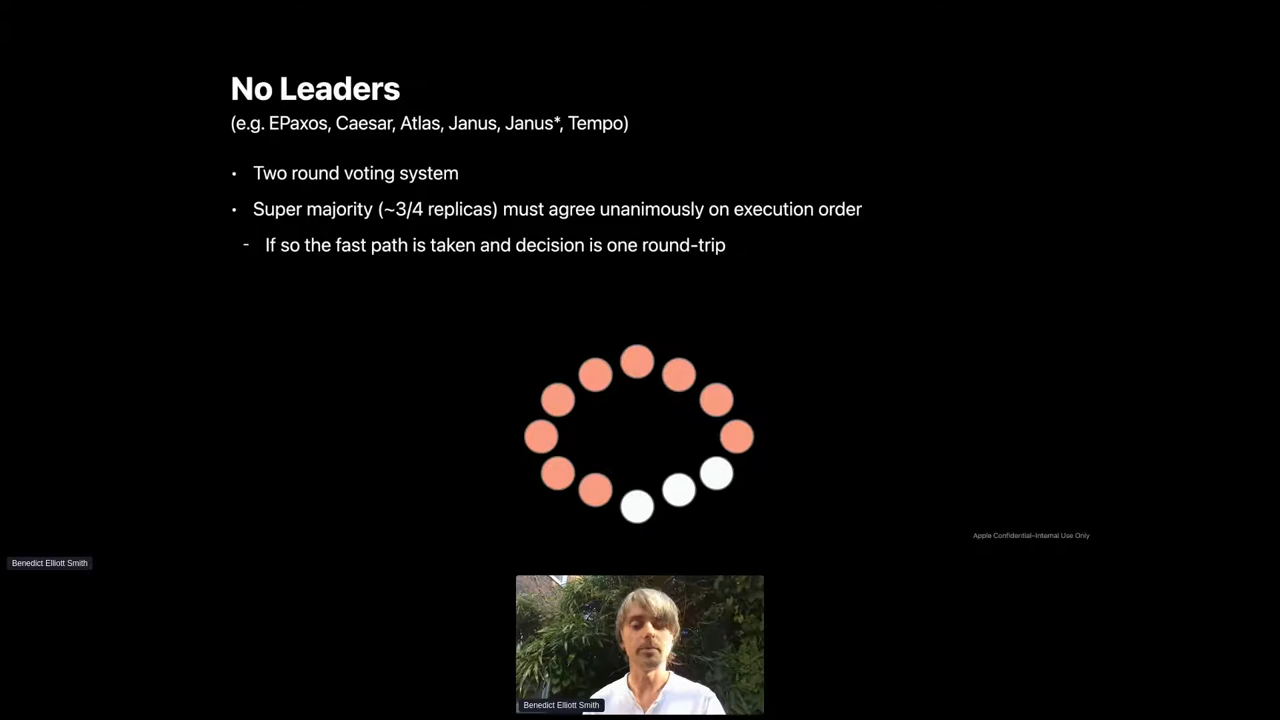 No Leaders
(e.g. EPaxos, Caesar, Atlas, Janus, Janus*, Tempo)
• Two round voting system
• Super majority (~3/4 replicas) must agree unanimously on execution order
- If so the fast path is taken and decision is one round-trip
Apple Confidential–Internal Use Only
Benedict Elliott Smith
Benedict Elliott Smith